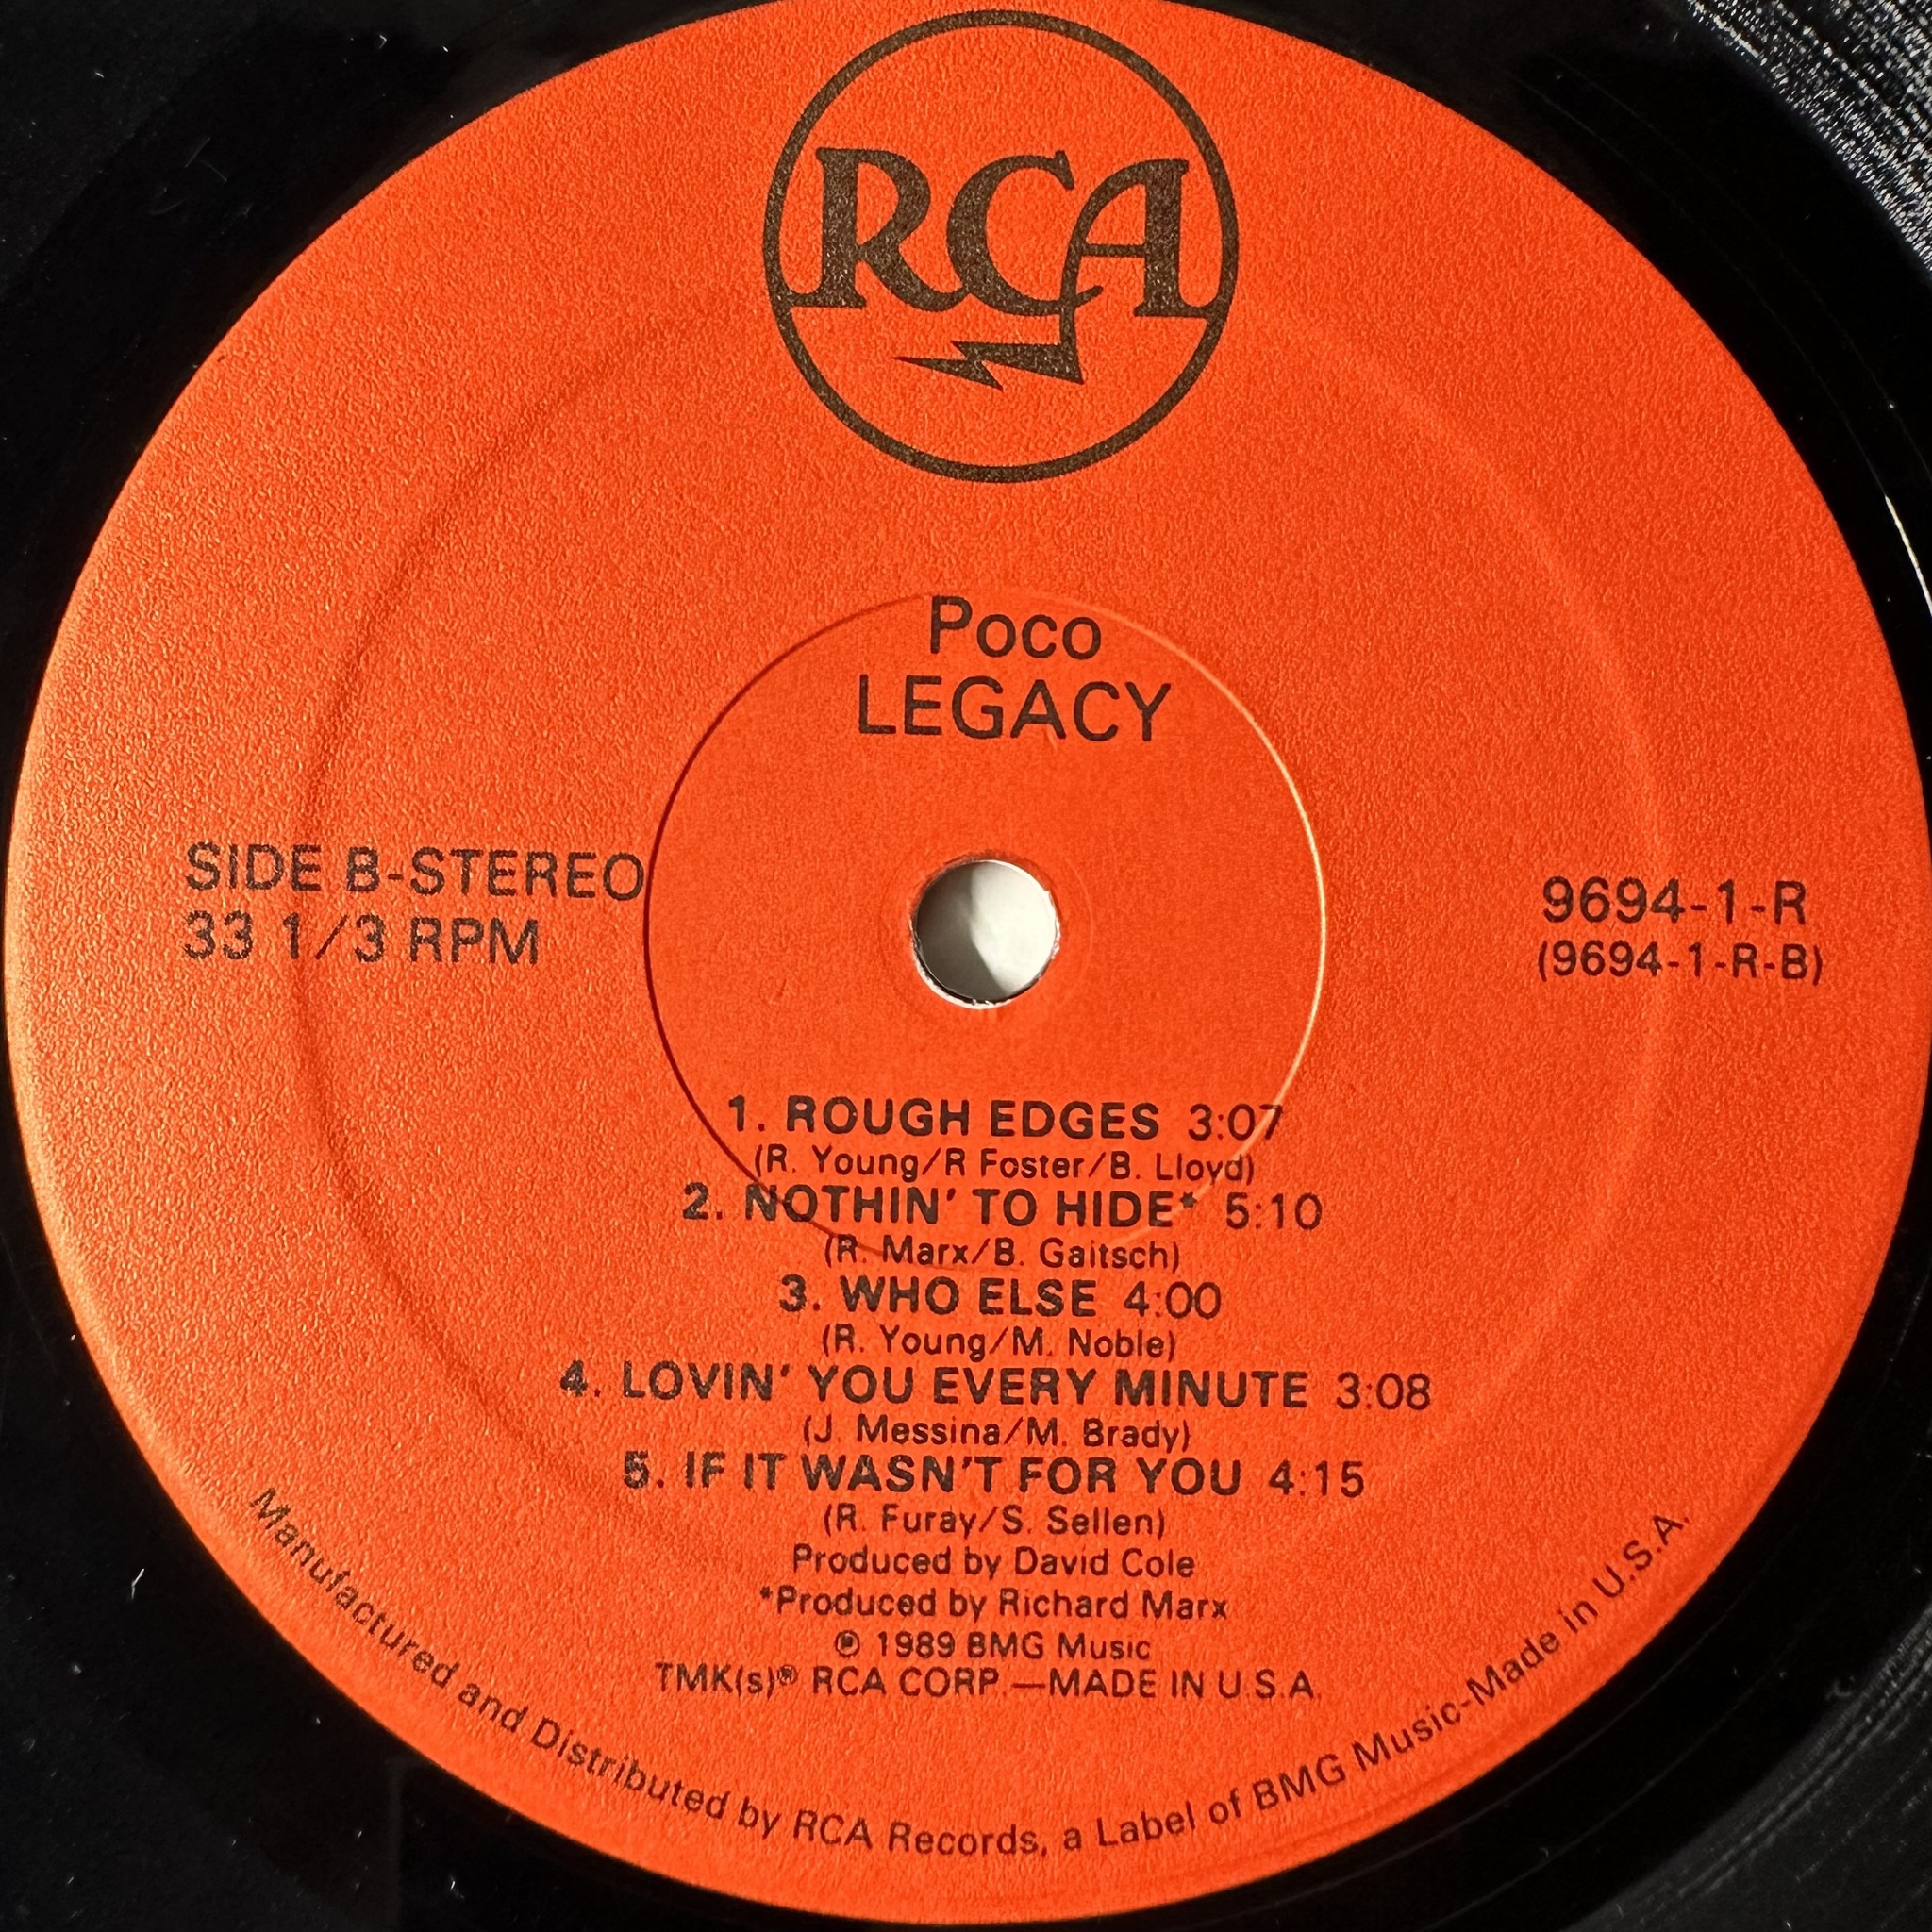 RCA
Poco
LEGACY
SIDE B-STEREO
33 1/3 RPM
9694-1-R
(9694-1-R-B)
1. ROUGH EDGES 3:07
(R. Young/R Foster/B. Lloyd)
2. NOTHIN' TO HIDE* 5:10
(R. Marx/B. Gaitsch)
3. WHO ELSE 4:00
(R. Young/M. Noble)
4. LOVIN' YOU EVERY MINUTE 3:08
(J. Messina/M. Brady)
5. IF IT WASN'T FOR YOU 4:15
(R. Furay/S. Sellen)
Produced by David Cole
*Produced by Richard Marx
℗ 1989 BMG Music
TMK(s)® RCA CORP.—MADE IN U.S.A.
Manufactured and Distributed by RCA Records, a Label of BMG Music-Made in U.S.A.